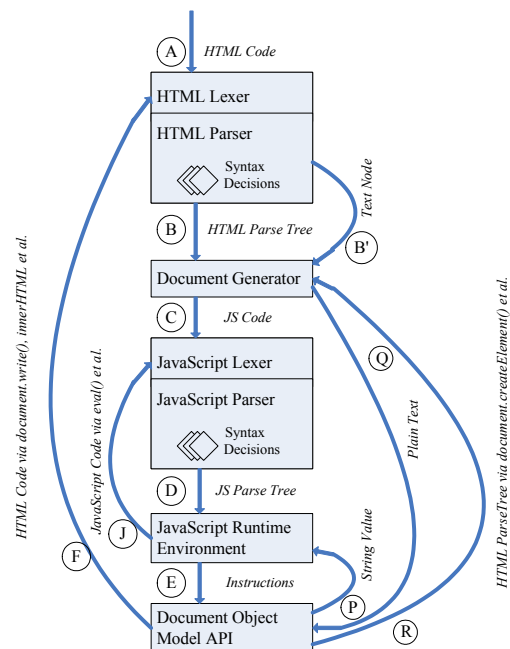 A
HTML Code
HTML Lexer
HTML Parser
Syntax
Decisions
Text Node
B
HTML Parse Tree
B'
Document Generator
C
JS Code
Q
JavaScript Lexer
JavaScript Parser
Syntax
Decisions
Plain Text
HTML Code via document.write(), innerHTML et al.
JavaScript Code via eval() et al.
HTML ParseTree via document.createElement() et al.
D
JS Parse Tree
J
JavaScript Runtime
Environment
String Value
F
E
Instructions
P
Document Object
Model API
R